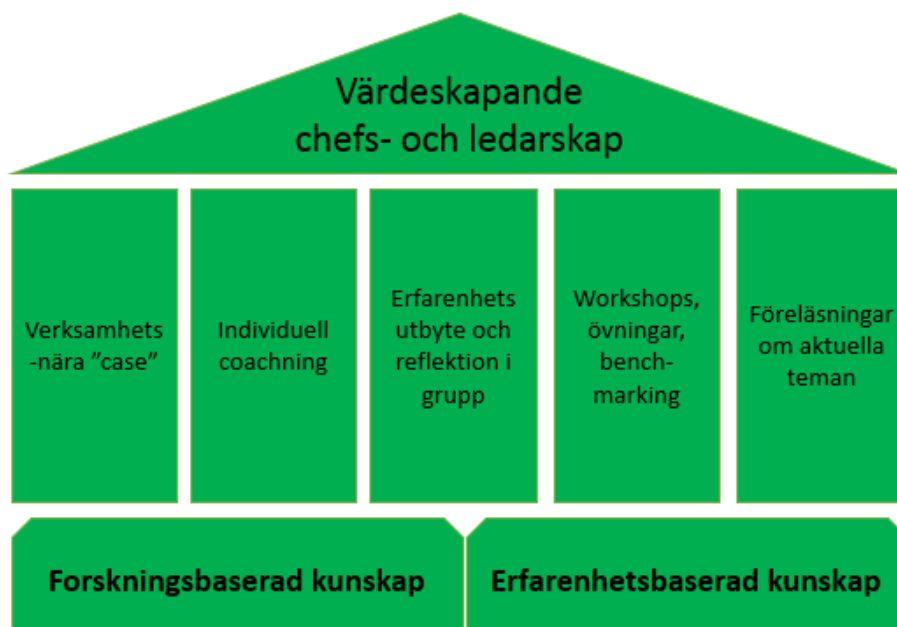 Värdeskapande
chefs- och ledarskap
Verksamhets
-nära ”case”
Individuell
coachning
Erfarenhets
utbyte och
reflektion i
grupp
Workshops,
övningar,
bench-
marking
Föreläsningar
om aktuella
teman
Forskningsbaserad kunskap
Erfarenhetsbaserad kunskap